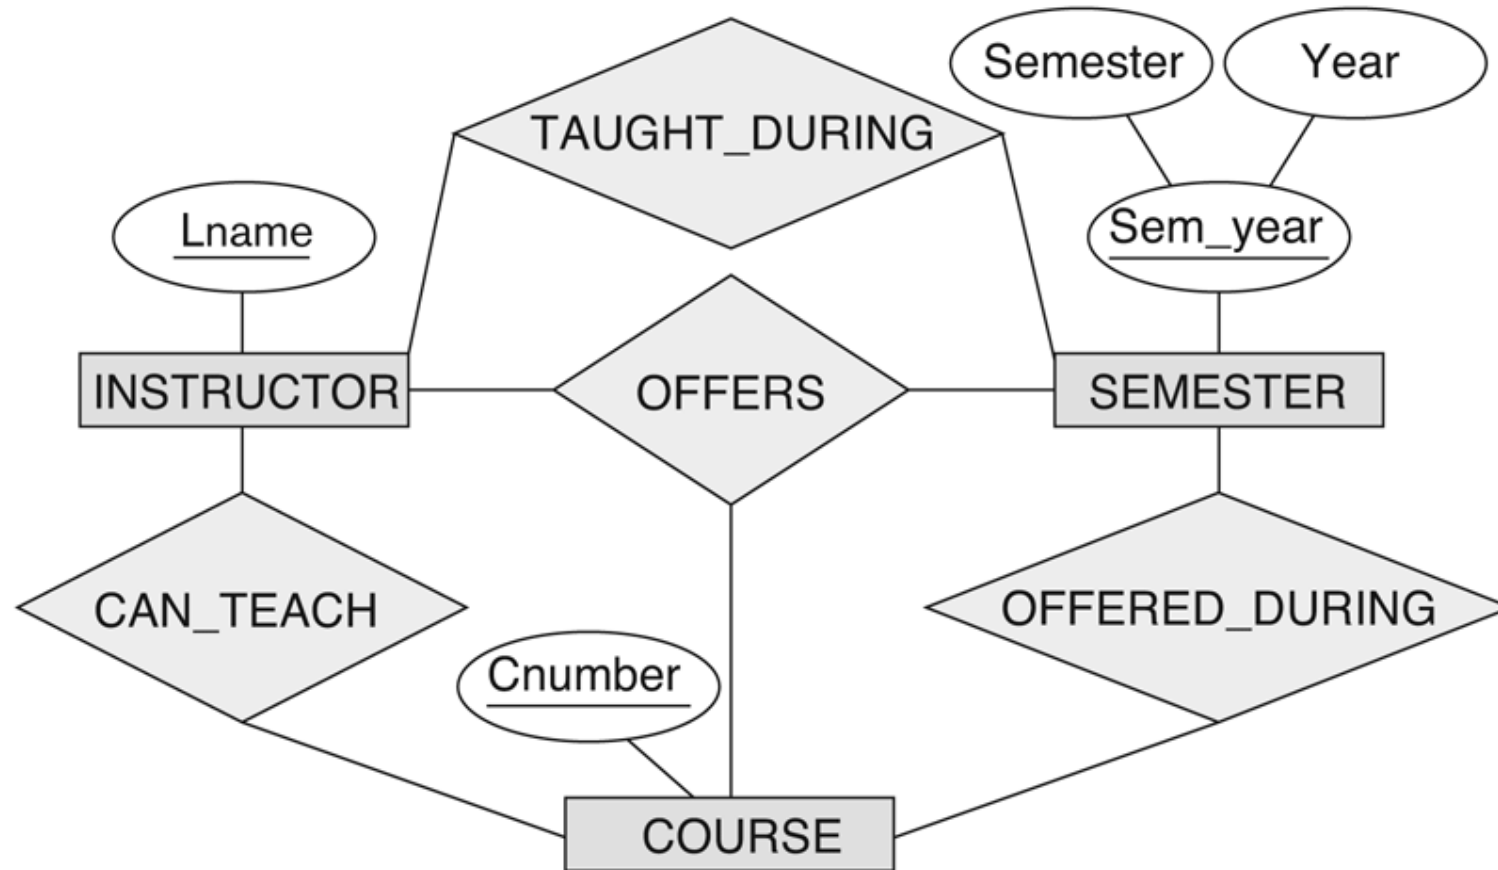 Semester
Year
TAUGHT_DURING
Lname
Sem_year
INSTRUCTOR
OFFERS
SEMESTER
CAN_TEACH
OFFERED_DURING
Cnumber
COURSE